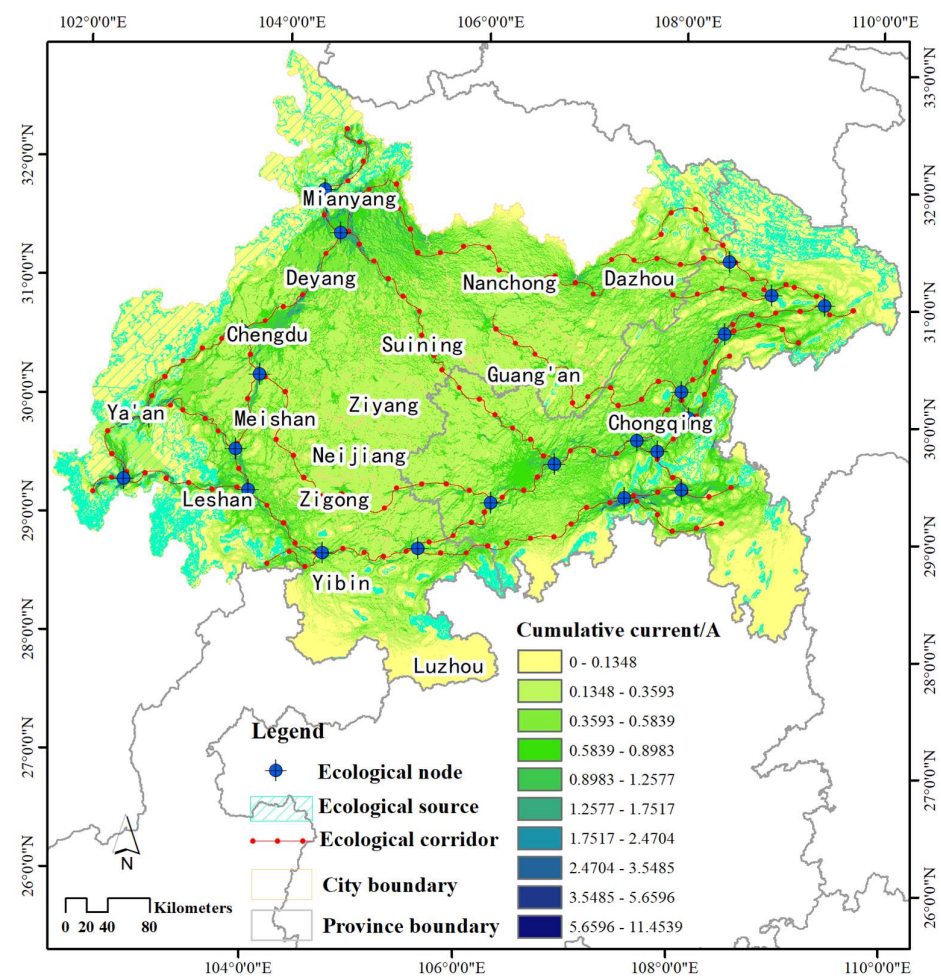 102°0'0"E 104°0'0"E 106°0'0"E 108°0'0"E 110°0'0"E
33°0'0"N
32°0'0"N
32°0'0"N
31°0'0"N
31°0'0"N
30°0'0"N
30°0'0"N
29°0'0"N
29°0'0"N
28°0'0"N
28°0'0"N
27°0'0"N
27°0'0"N
26°0'0"N
26°0'0"N
Mianyang
Deyang
Nanchong
Dazhou
Chengdu
Suining
Guang'an
Ya'an
Meishan
Ziyang
Chongqing
Neijiang
Leshan
Zigong
Yibin
Luzhou
Cumulative current/A
0 - 0.1348
0.1348 - 0.3593
0.3593 - 0.5839
0.5839 - 0.8983
0.8983 - 1.2577
1.2577 - 1.7517
1.7517 - 2.4704
2.4704 - 3.5485
3.5485 - 5.6596
5.6596 - 11.4539
Legend
Ecological node
Ecological source
Ecological corridor
City boundary
Province boundary
N
Kilometers
0 20 40 80
104°0'0"E 106°0'0"E 108°0'0"E 110°0'0"E